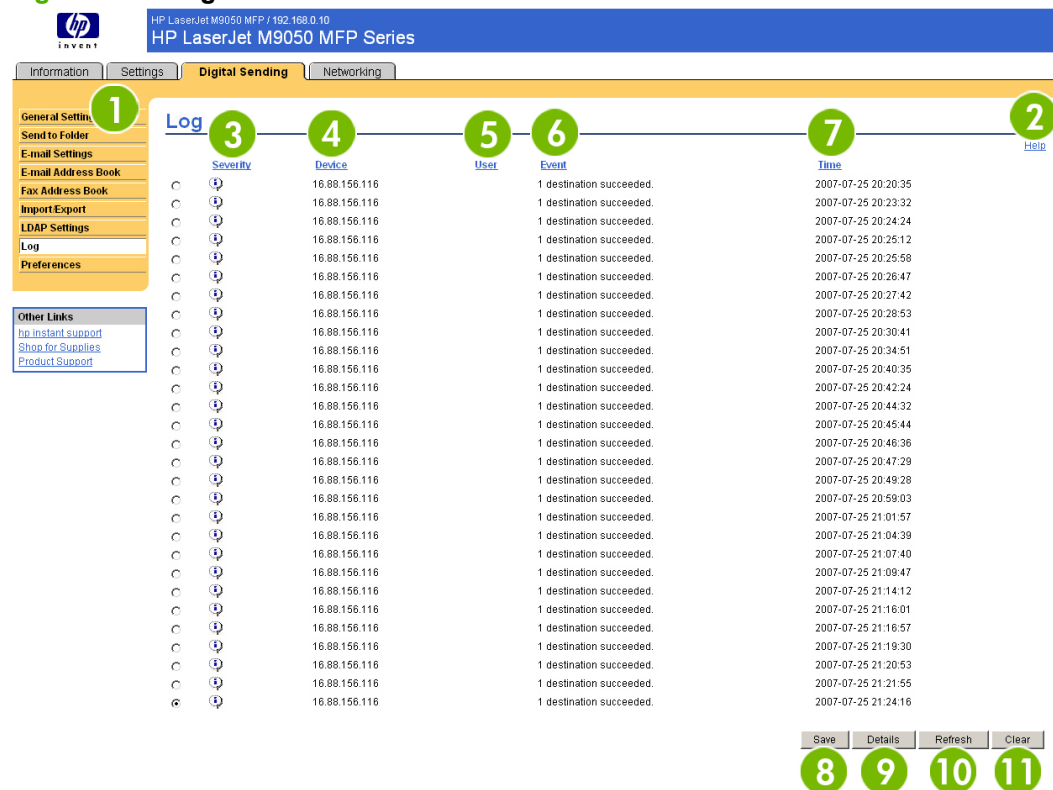 hp
invent
HP LaserJet M9050 MFP / 192.168.0.10
HP LaserJet M9050 MFP Series
Information Settings Digital Sending Networking
1
General
Send to Folder
E-mail Settings
E-mail Address Book
Fax Address Book
Import/Export
LDAP Settings
Log
Preferences
Other Links
hp instant support
Shop for Supplies
Product Support
Log
3 4 5 6 7 2
Help
Severity Device User Event Time
16.88.156.116 1 destination succeeded. 2007-07-25 20:20:35
16.88.156.116 1 destination succeeded. 2007-07-25 20:23:32
16.88.156.116 1 destination succeeded. 2007-07-25 20:24:24
16.88.156.116 1 destination succeeded. 2007-07-25 20:25:12
16.88.156.116 1 destination succeeded. 2007-07-25 20:25:58
16.88.156.116 1 destination succeeded. 2007-07-25 20:26:47
16.88.156.116 1 destination succeeded. 2007-07-25 20:27:42
16.88.156.116 1 destination succeeded. 2007-07-25 20:28:53
16.88.156.116 1 destination succeeded. 2007-07-25 20:30:41
16.88.156.116 1 destination succeeded. 2007-07-25 20:34:51
16.88.156.116 1 destination succeeded. 2007-07-25 20:40:35
16.88.156.116 1 destination succeeded. 2007-07-25 20:42:24
16.88.156.116 1 destination succeeded. 2007-07-25 20:44:32
16.88.156.116 1 destination succeeded. 2007-07-25 20:45:44
16.88.156.116 1 destination succeeded. 2007-07-25 20:46:36
16.88.156.116 1 destination succeeded. 2007-07-25 20:47:29
16.88.156.116 1 destination succeeded. 2007-07-25 20:49:28
16.88.156.116 1 destination succeeded. 2007-07-25 20:59:03
16.88.156.116 1 destination succeeded. 2007-07-25 21:01:57
16.88.156.116 1 destination succeeded. 2007-07-25 21:04:39
16.88.156.116 1 destination succeeded. 2007-07-25 21:07:40
16.88.156.116 1 destination succeeded. 2007-07-25 21:09:47
16.88.156.116 1 destination succeeded. 2007-07-25 21:14:12
16.88.156.116 1 destination succeeded. 2007-07-25 21:16:01
16.88.156.116 1 destination succeeded. 2007-07-25 21:16:57
16.88.156.116 1 destination succeeded. 2007-07-25 21:19:30
16.88.156.116 1 destination succeeded. 2007-07-25 21:20:53
16.88.156.116 1 destination succeeded. 2007-07-25 21:21:55
16.88.156.116 1 destination succeeded. 2007-07-25 21:24:16
Save Details Refresh Clear
8 9 10 11